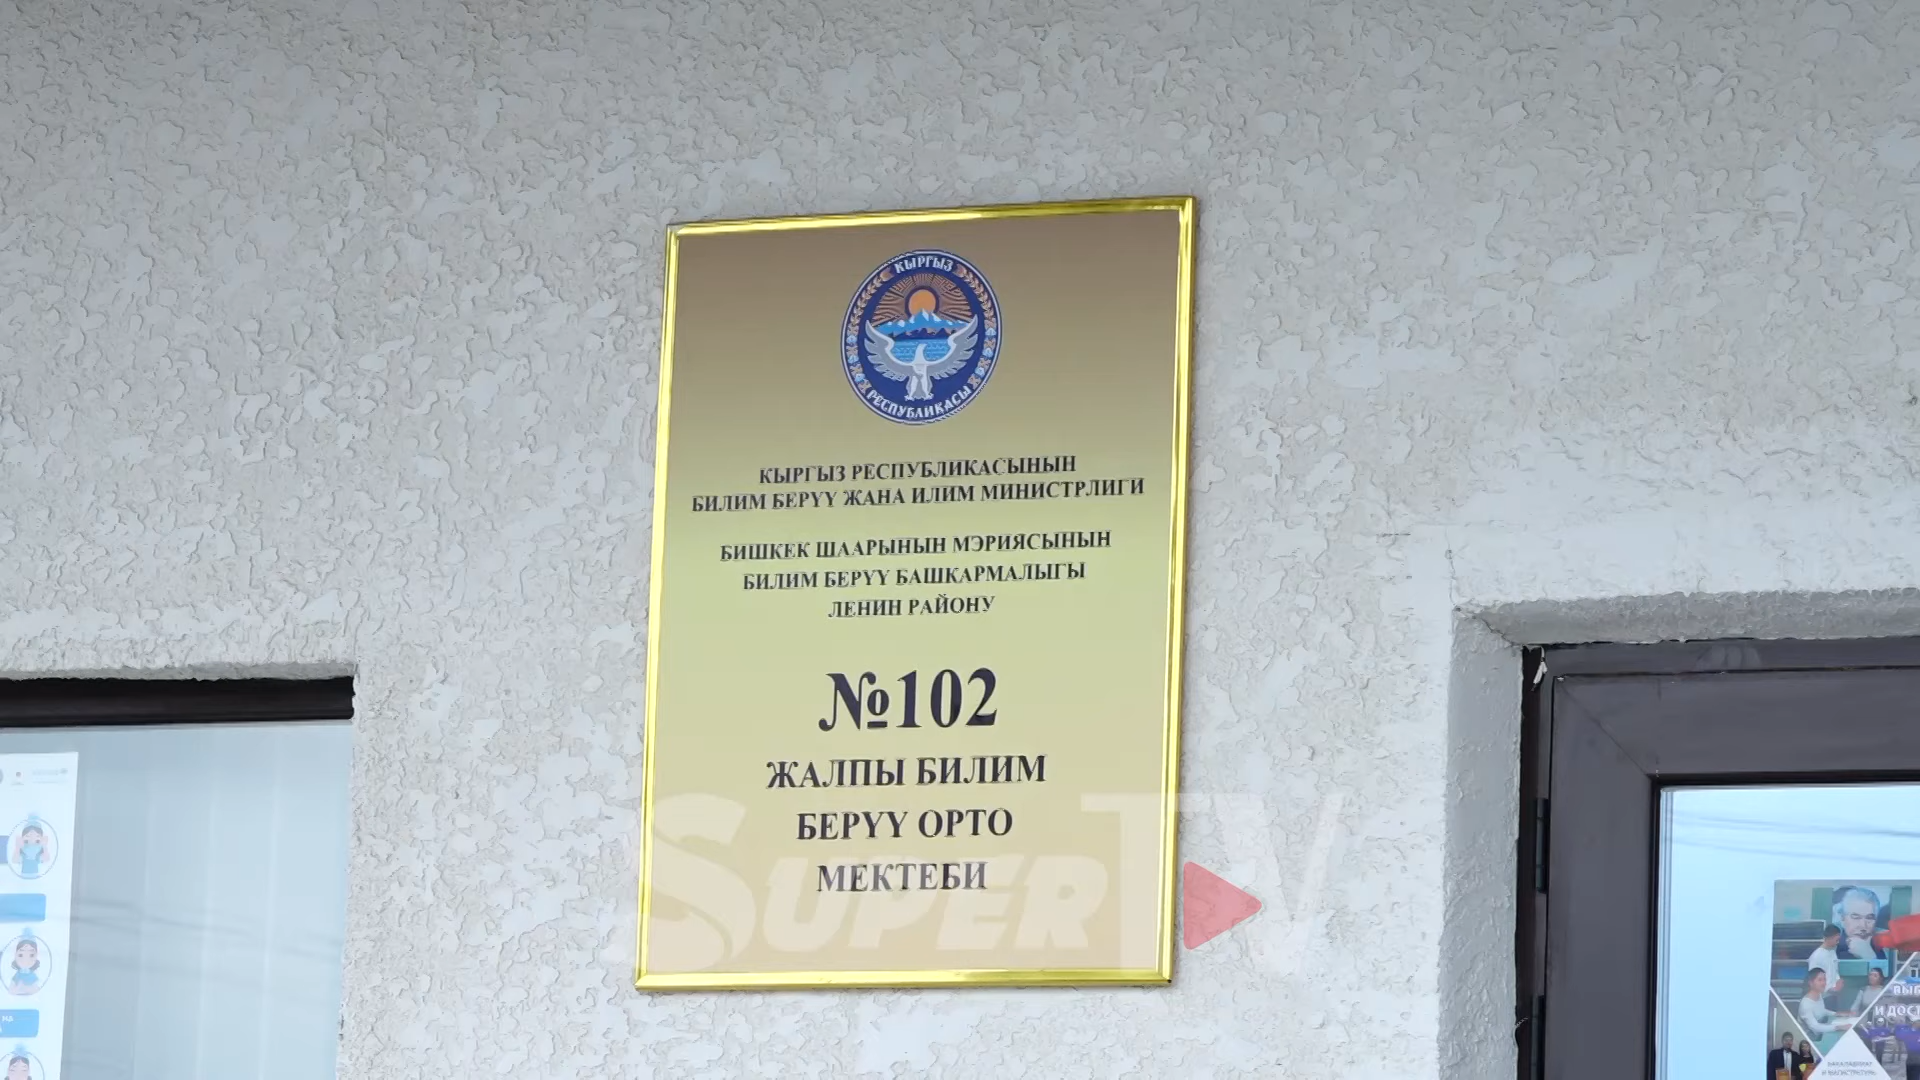 КЫРГЫЗ
РЕСПУБЛИКАСЫ
КЫРГЫЗ РЕСПУБЛИКАСЫНЫН
БИЛИМ БЕРҮҮ ЖАНА ИЛИМ МИНИСТРЛИГИ
БИШКЕК ШААРЫНЫН МЭРИЯСЫНЫН
БИЛИМ БЕРҮҮ БАШКАРМАЛЫГЫ
ЛЕНИН РАЙОНУ
№102
ЖАЛПЫ БИЛИМ
БЕРҮҮ ОРТО
МЕКТЕБИ
SUPERTV